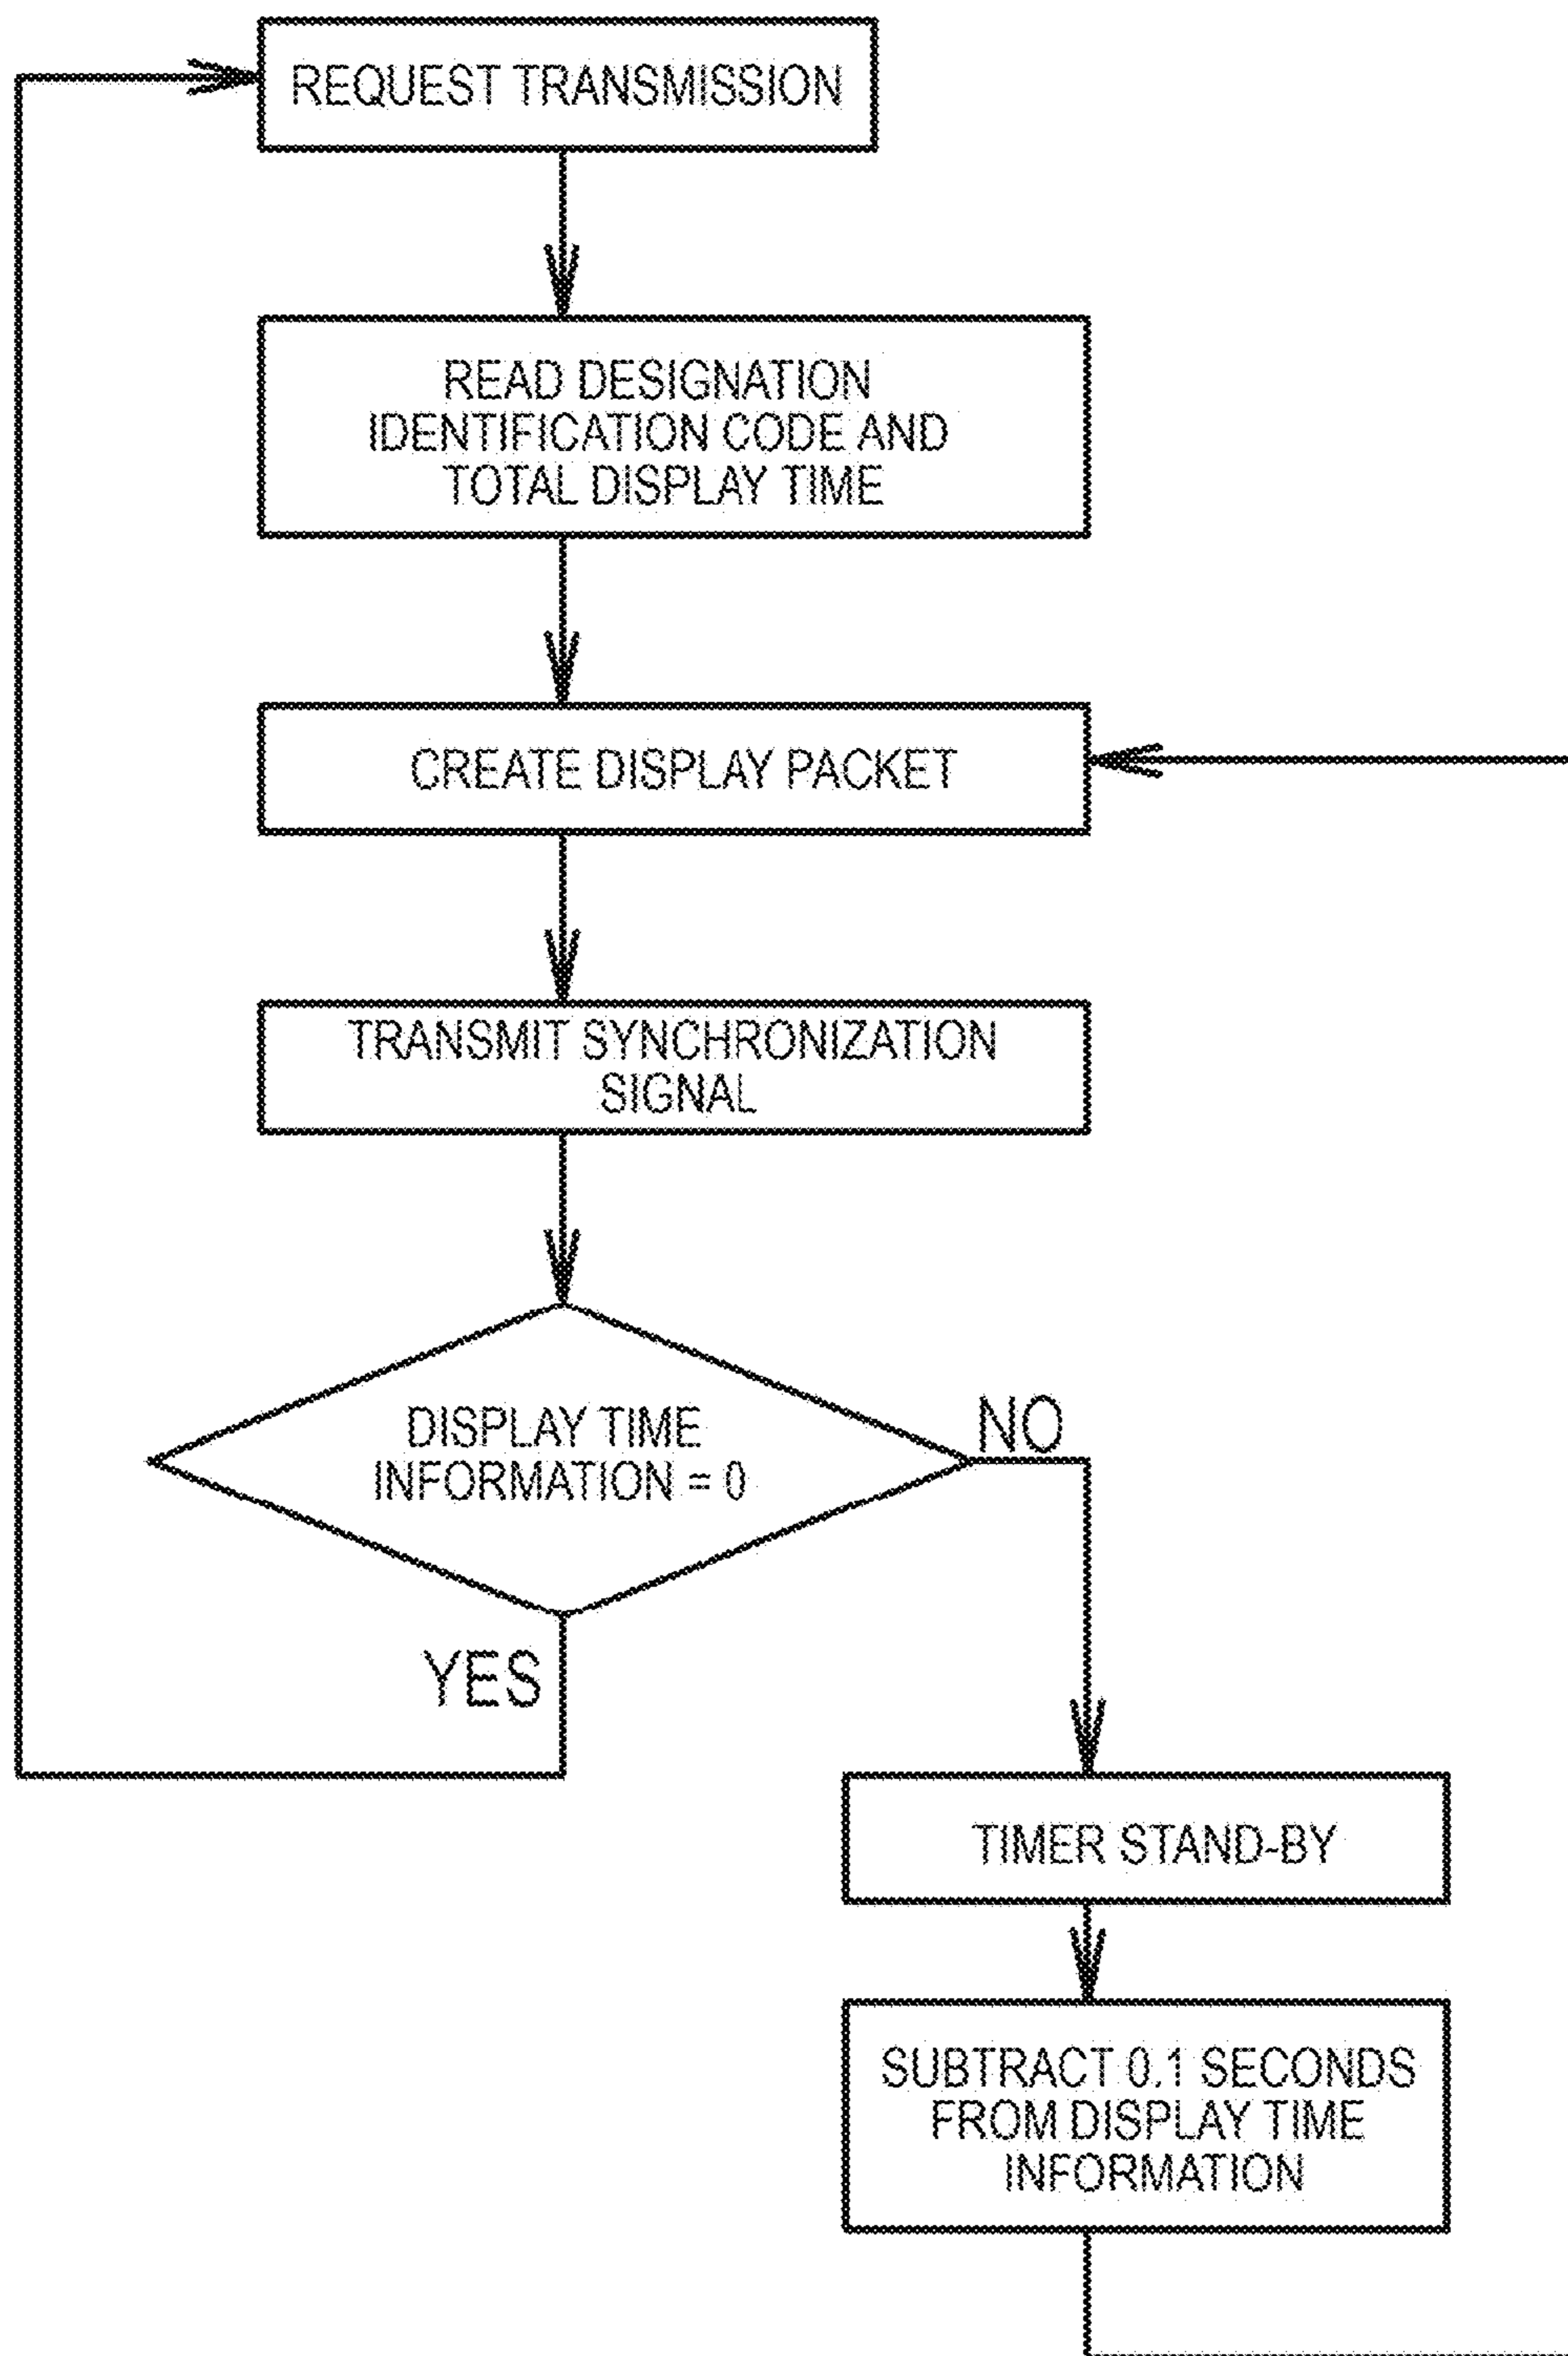 REQUEST TRANSMISSION
READ DESIGNATION
IDENTIFICATION CODE AND
TOTAL DISPLAY TIME
CREATE DISPLAY PACKET
TRANSMIT SYNCHRONIZATION
SIGNAL
DISPLAY TIME
INFORMATION = 0
NO
YES
TIMER STAND-BY
SUBTRACT 0.1 SECONDS
FROM DISPLAY TIME
INFORMATION